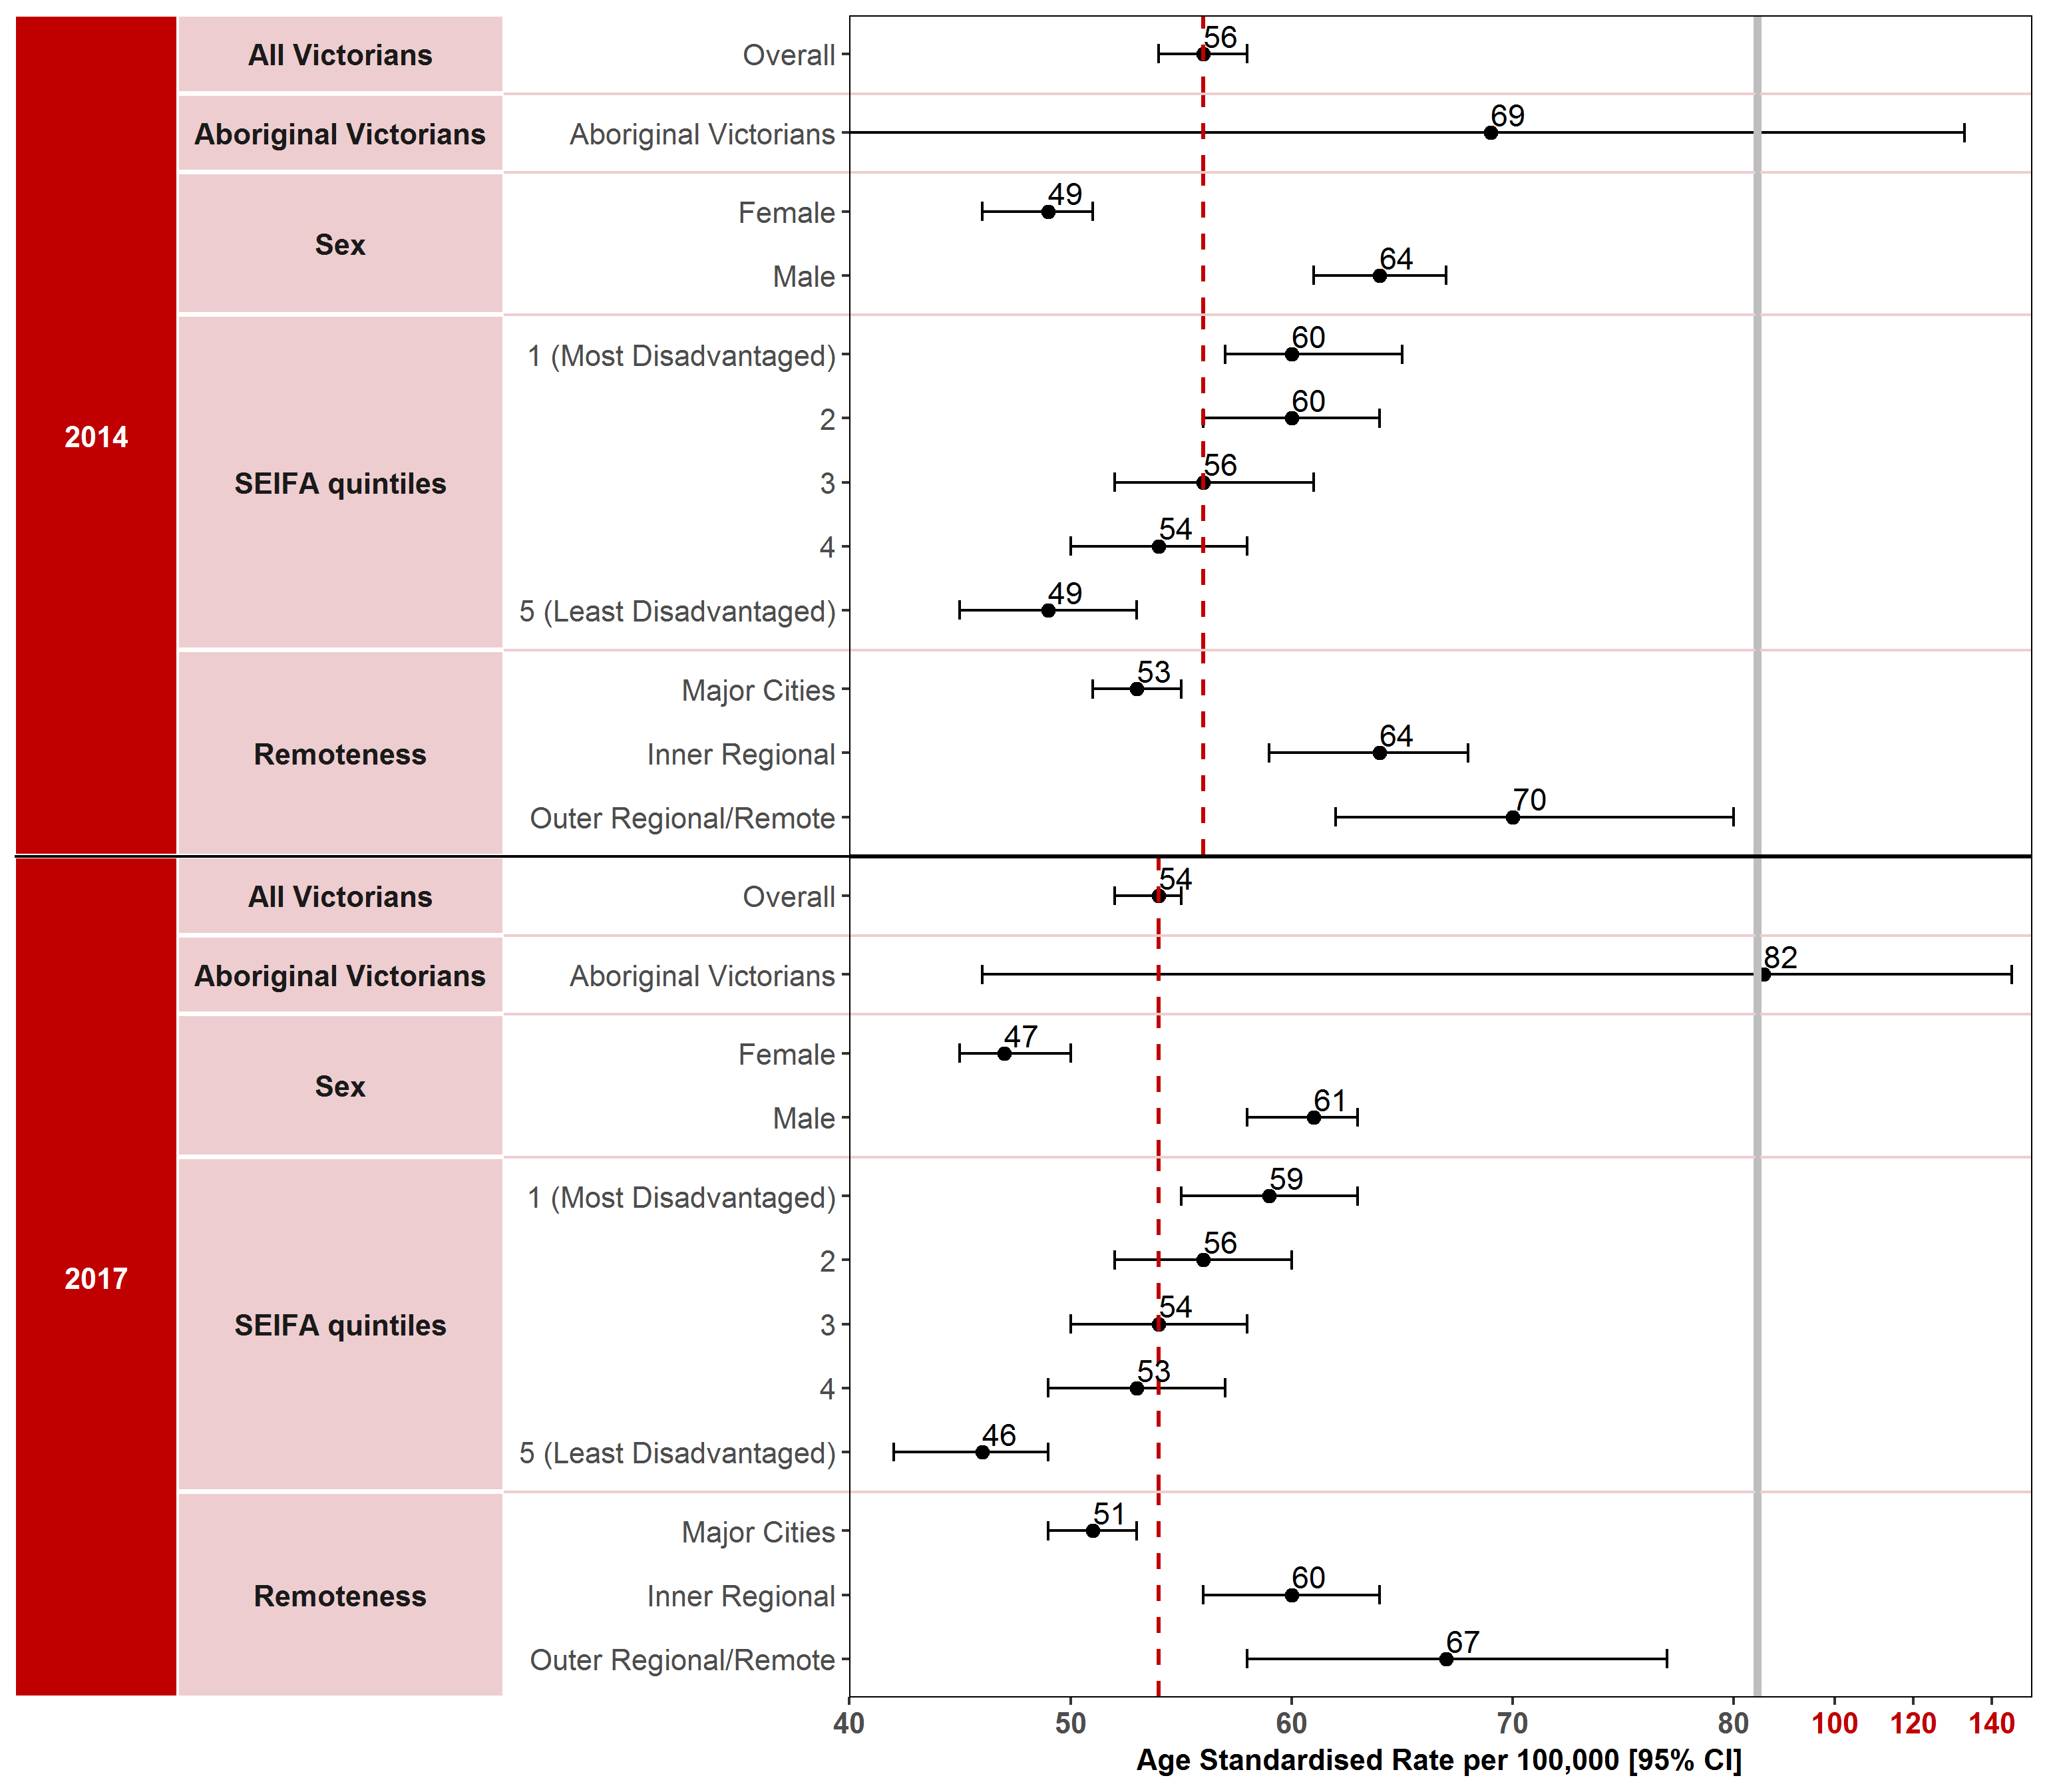 2014
All Victorians
Overall
56
Aboriginal Victorians
Aboriginal Victorians
69
Sex
Female
49
Male
64
SEIFA quintiles
1 (Most Disadvantaged)
60
2
60
3
56
4
54
5 (Least Disadvantaged)
49
Remoteness
Major Cities
53
Inner Regional
64
Outer Regional/Remote
70
2017
All Victorians
Overall
54
Aboriginal Victorians
Aboriginal Victorians
82
Sex
Female
47
Male
61
SEIFA quintiles
1 (Most Disadvantaged)
59
2
56
3
54
4
53
5 (Least Disadvantaged)
46
Remoteness
Major Cities
51
Inner Regional
60
Outer Regional/Remote
67
40 50 60 70 80 100 120 140
Age Standardised Rate per 100,000 [95% CI]